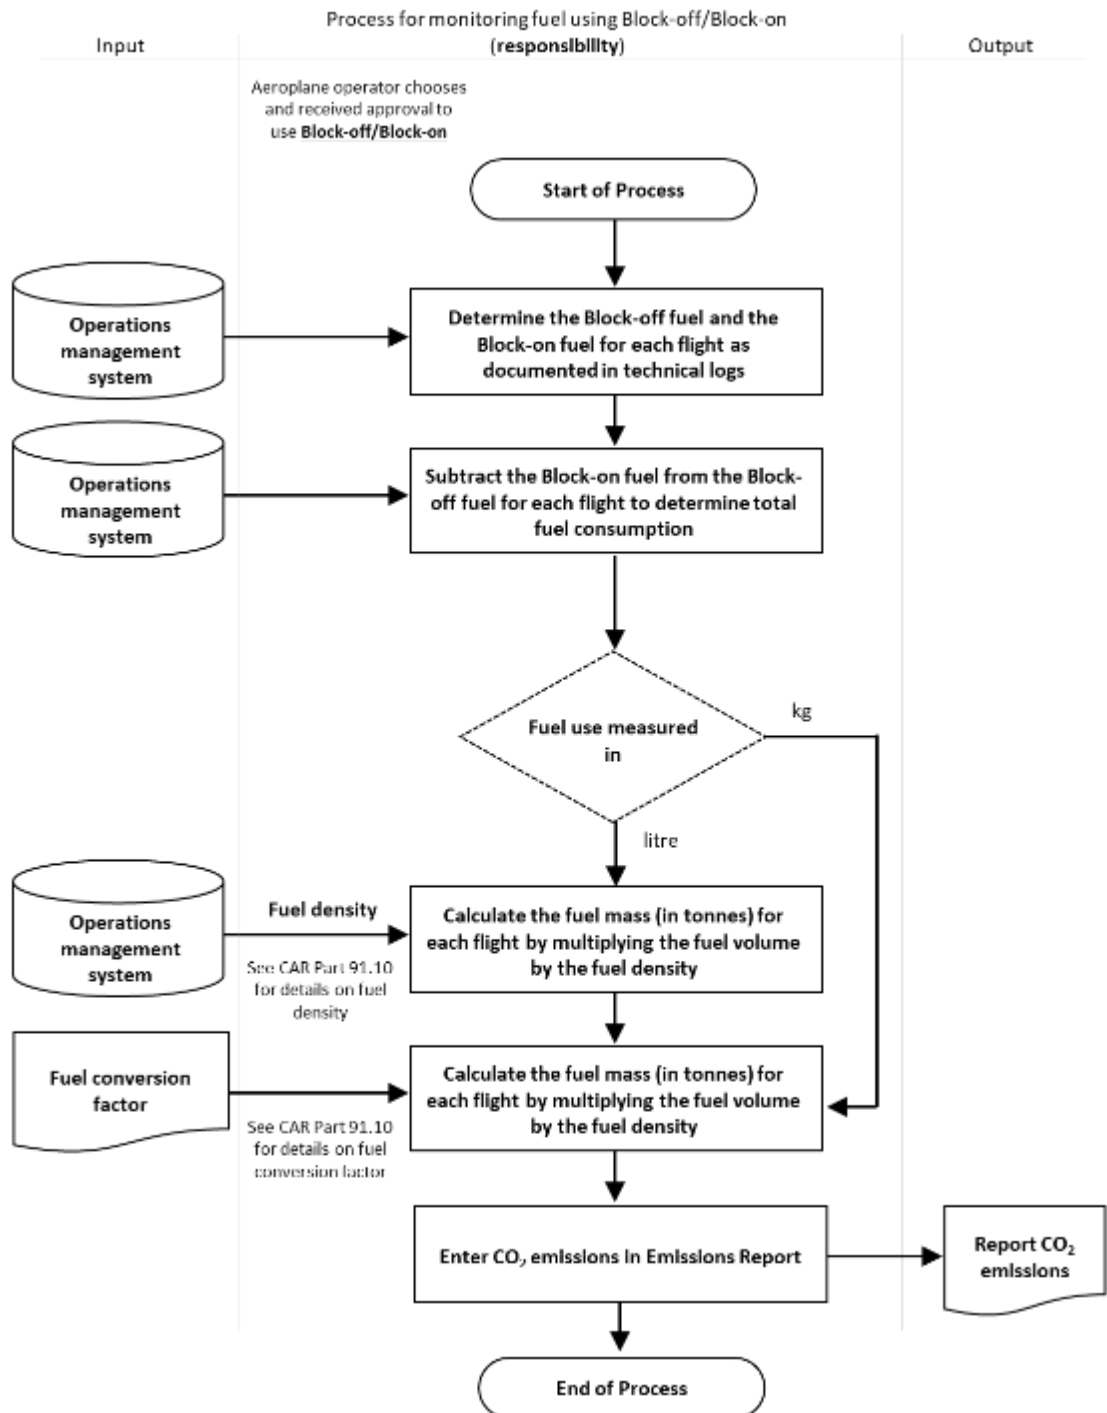 Process for monitoring fuel using Block-off/Block-on
Input
(responsibility)
Output
Aeroplane operator chooses
and received approval to
use Block-off/Block-on
Start of Process
Operations
management
system
Determine the Block-off fuel and the
Block-on fuel for each flight as
documented in technical logs
Operations
management
system
Subtract the Block-on fuel from the Block-
off fuel for each flight to determine total
fuel consumption
Fuel use measured
in
kg
litre
Operations
management
system
Fuel density
See CAR Part 91.10
for details on fuel
density
Calculate the fuel mass (in tonnes) for
each flight by multiplying the fuel volume
by the fuel density
Fuel conversion
factor
See CAR Part 91.10
for details on fuel
conversion factor
Calculate the fuel mass (in tonnes) for
each flight by multiplying the fuel volume
by the fuel density
Enter CO₂ emissions in Emissions Report
Report CO₂
emissions
End of Process